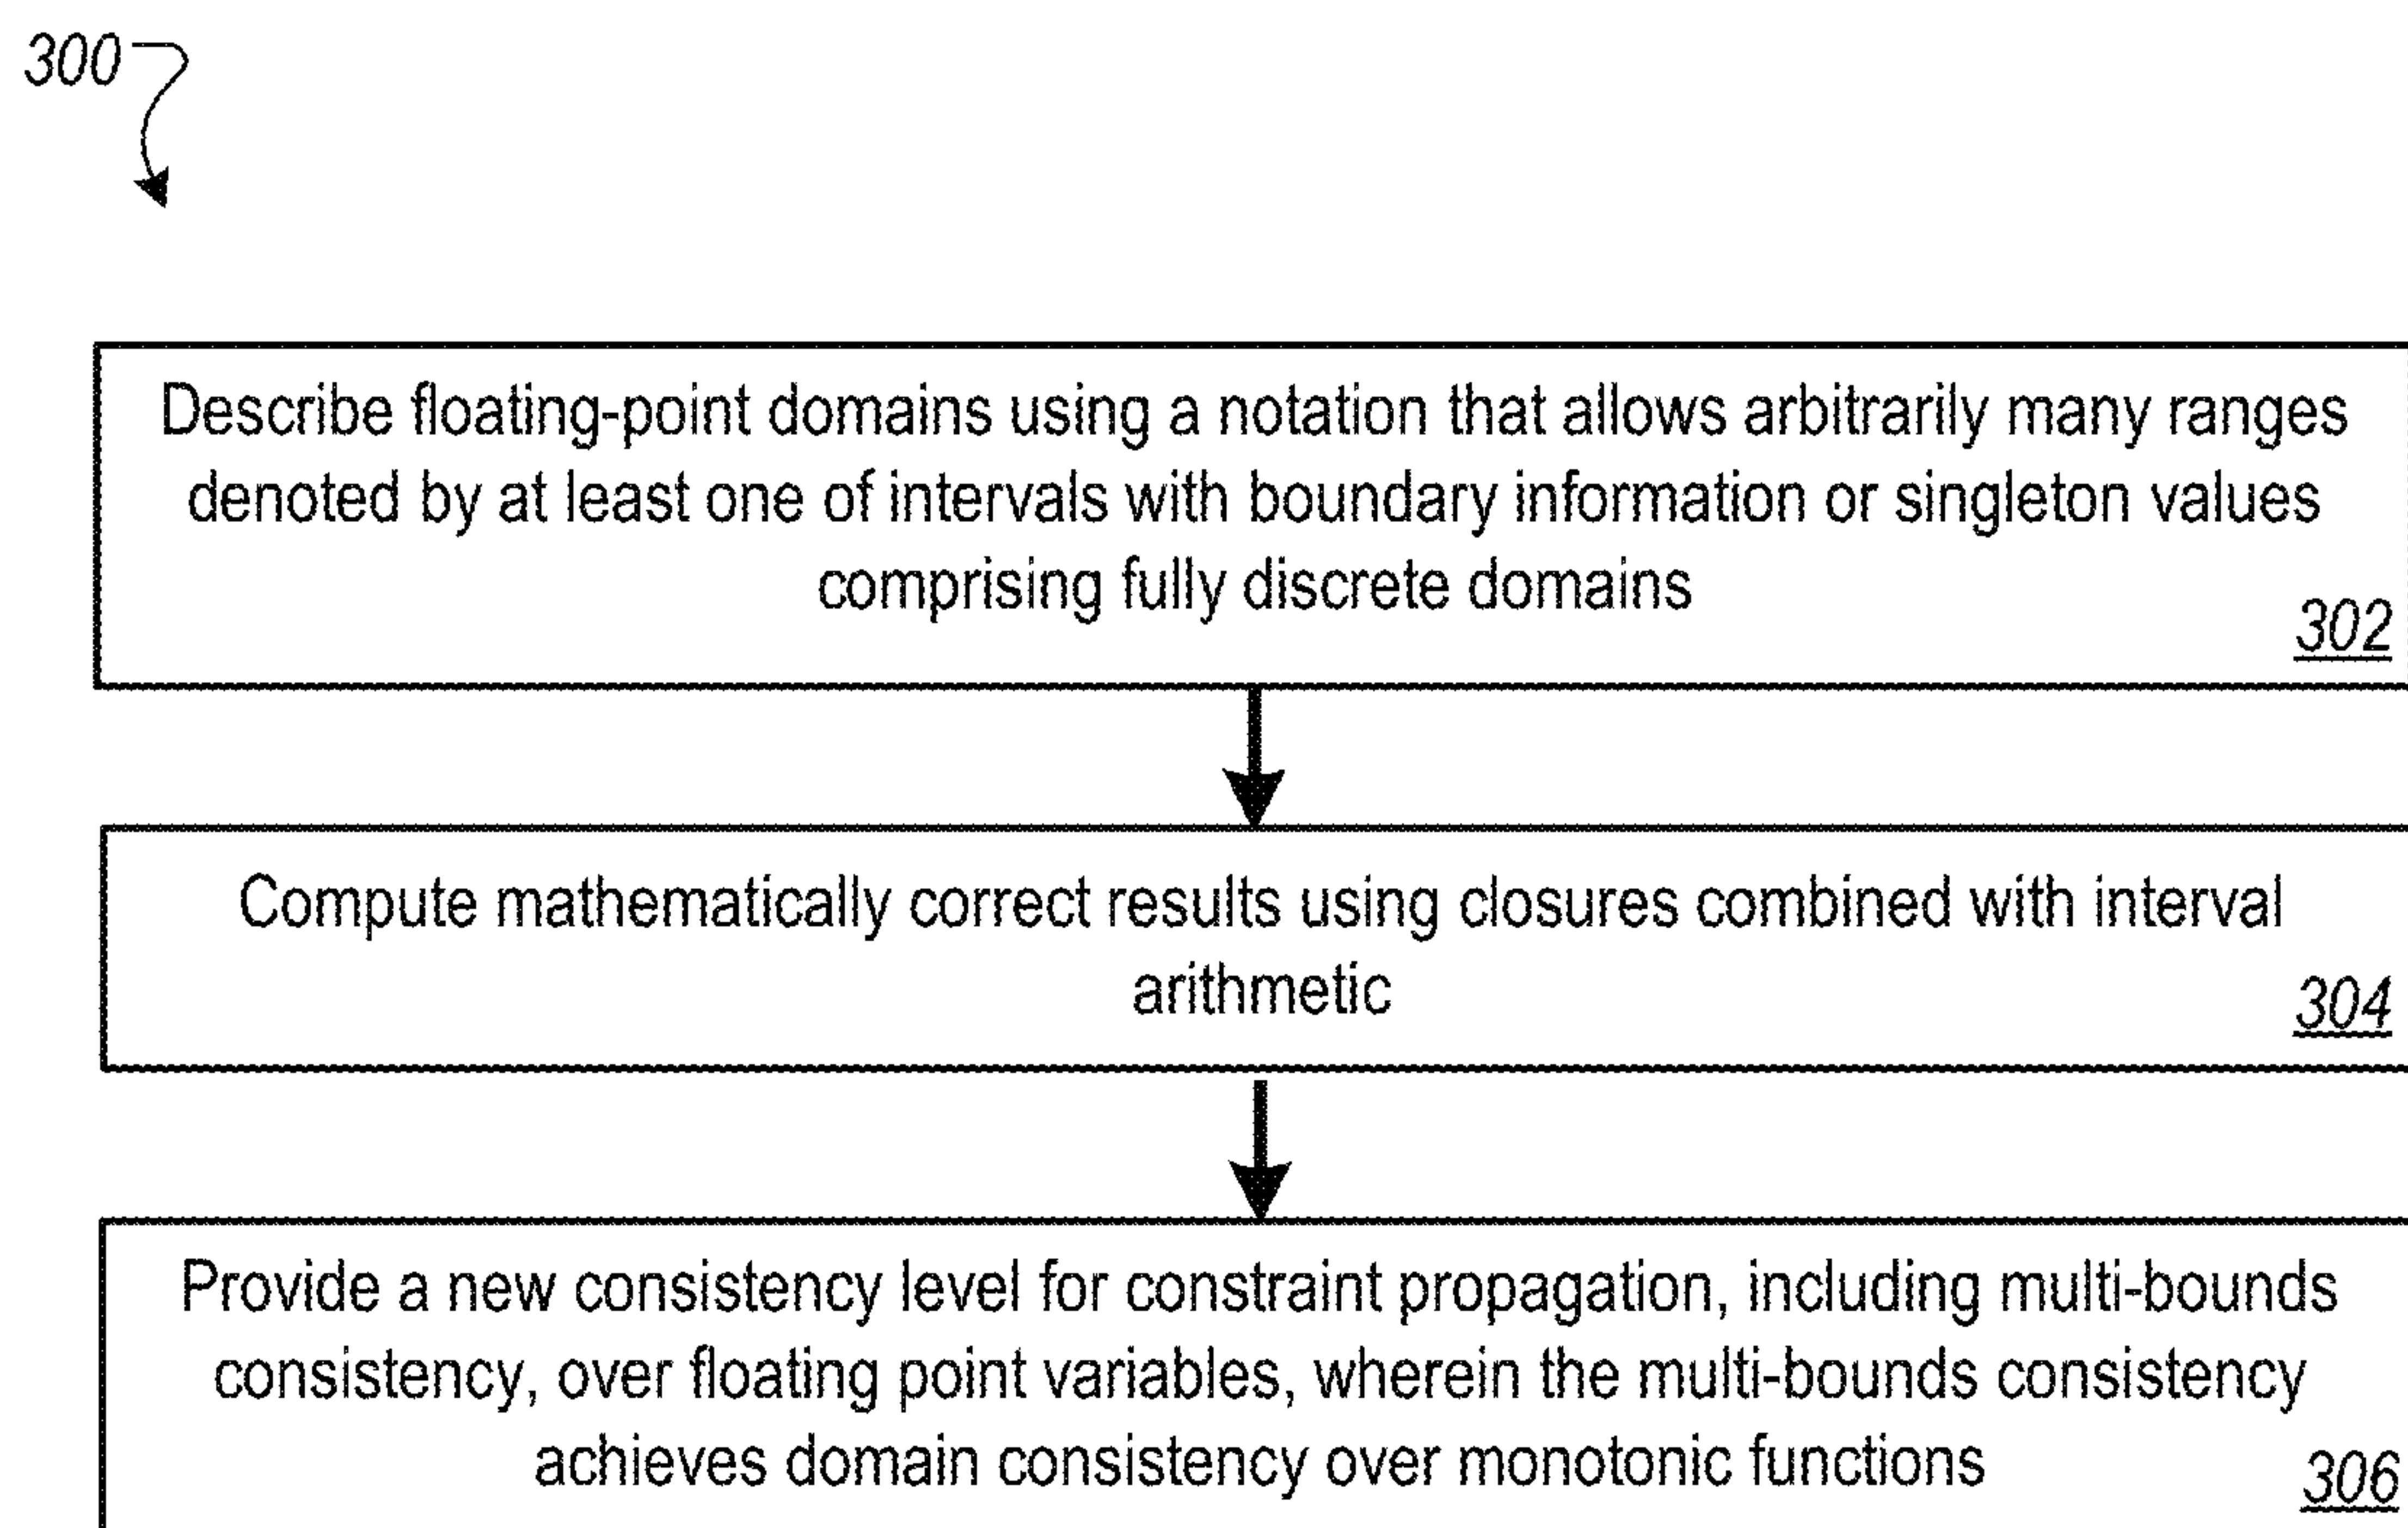 300
Describe floating-point domains using a notation that allows arbitrarily many ranges
denoted by at least one of intervals with boundary information or singleton values
comprising fully discrete domains
302
Compute mathematically correct results using closures combined with interval
arithmetic
304
Provide a new consistency level for constraint propagation, including multi-bounds
consistency, over floating point variables, wherein the multi-bounds consistency
achieves domain consistency over monotonic functions
306